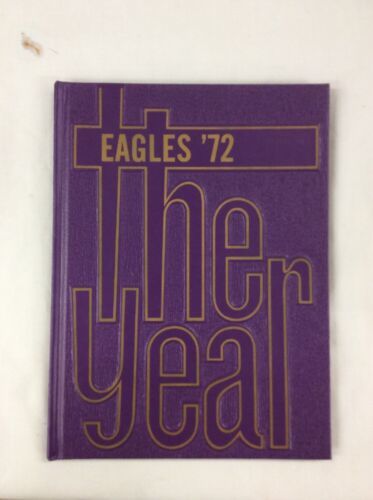 EAGLES '72
the
year